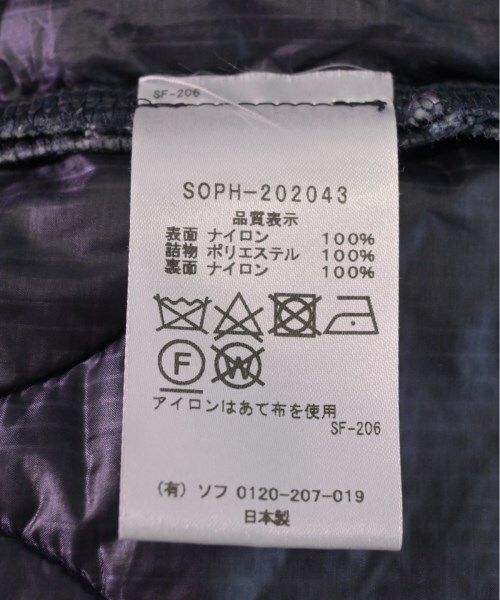 SF-206
SOPH-202043
品質表示
表面 ナイロン 100%
詰物 ポリエステル 100%
裏面 ナイロン 100%
F W
アイロンはあて布を使用
SF-206
(有) ソフ 0120-207-019
日本製